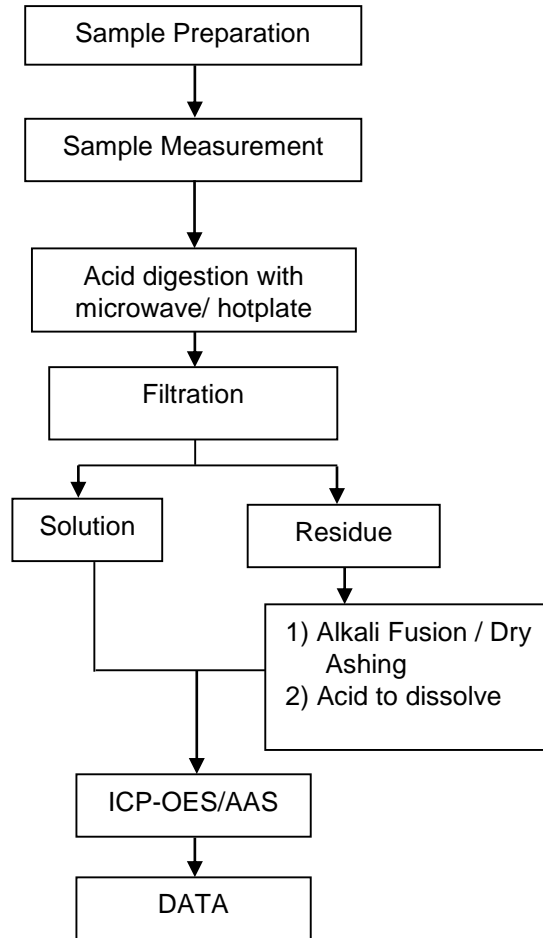 Sample Preparation
Sample Measurement
Acid digestion with
microwave/ hotplate
Filtration
Solution
Residue
1) Alkali Fusion / Dry
Ashing
2) Acid to dissolve
ICP-OES/AAS
DATA